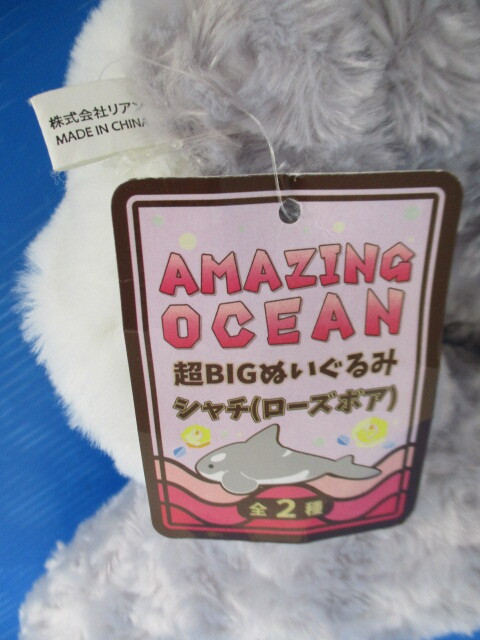 株式会社リアン
MADE IN CHINA
AMAZING
OCEAN
超BIGぬいぐるみ
シャチ(ローズボア)
全2種